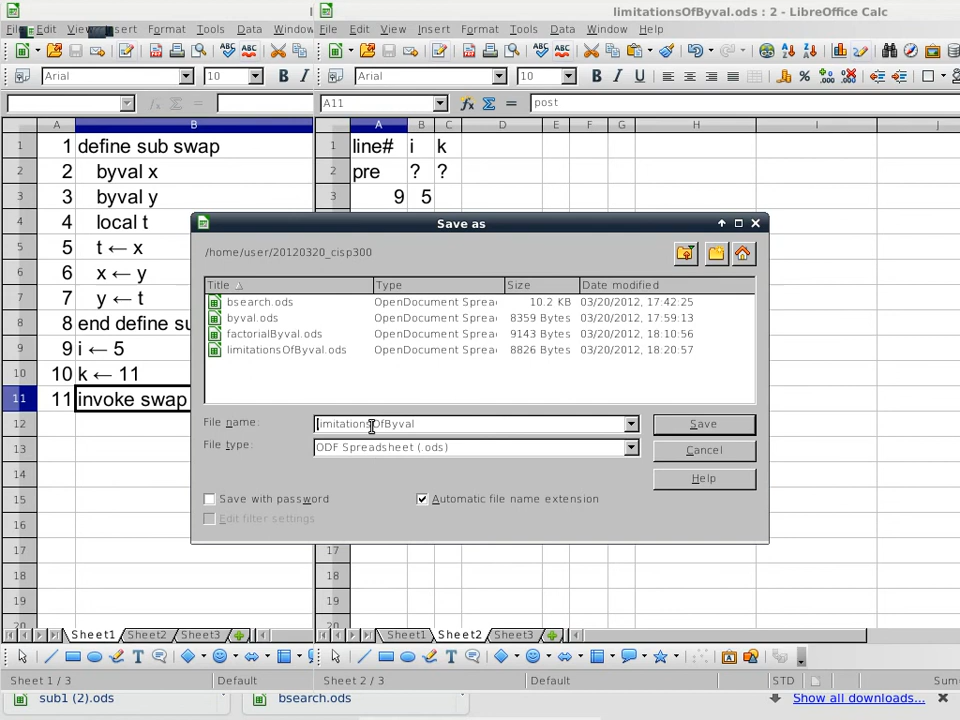 limitationsOfByval.ods : 2 - LibreOffice Calc
Edit View Insert Format Tools Data Window
File Edit View Insert Format Tools Data Window Help
Arial 10
Arial 10
A11 post
A B
A B C D E F G H I J
1 define sub swap
2 byval x
3 byval y
4 local t
5 t ← x
6 x ← y
7 y ← t
8 end define su
9 i ← 5
10 k ← 11
11 invoke swap
1 line# i k
2 pre ? ?
3 9 5
1
2
3
4
5
6
7
8
9
10
11
12
13
14
15
16
17
18
19
20
17
18
19
20
Save as
/home/user/20120320_cisp300
Title Type Size Date modified
bsearch.ods OpenDocument Sprea 10.2 KB 03/20/2012, 17:42:25
byval.ods OpenDocument Sprea 8359 Bytes 03/20/2012, 17:59:13
factorialByval.ods OpenDocument Sprea 9143 Bytes 03/20/2012, 18:10:56
limitationsOfByval.ods OpenDocument Sprea 8826 Bytes 03/20/2012, 18:20:57
File name: limitationsOfByval Save
File type: ODF Spreadsheet (.ods) Cancel
Help
Save with password Automatic file name extension
Edit filter settings
Sheet1 Sheet2 Sheet3
Sheet1 Sheet2 Sheet3
Sheet 1 / 3 Default
Sheet 2 / 3 Default STD Sum
sub1 (2).ods bsearch.ods Show all downloads...